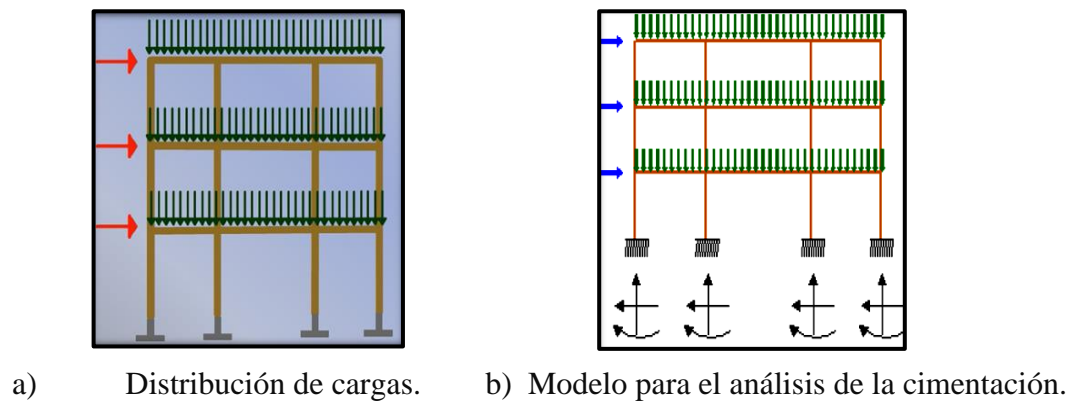 a) Distribución de cargas. b) Modelo para el análisis de la cimentación.